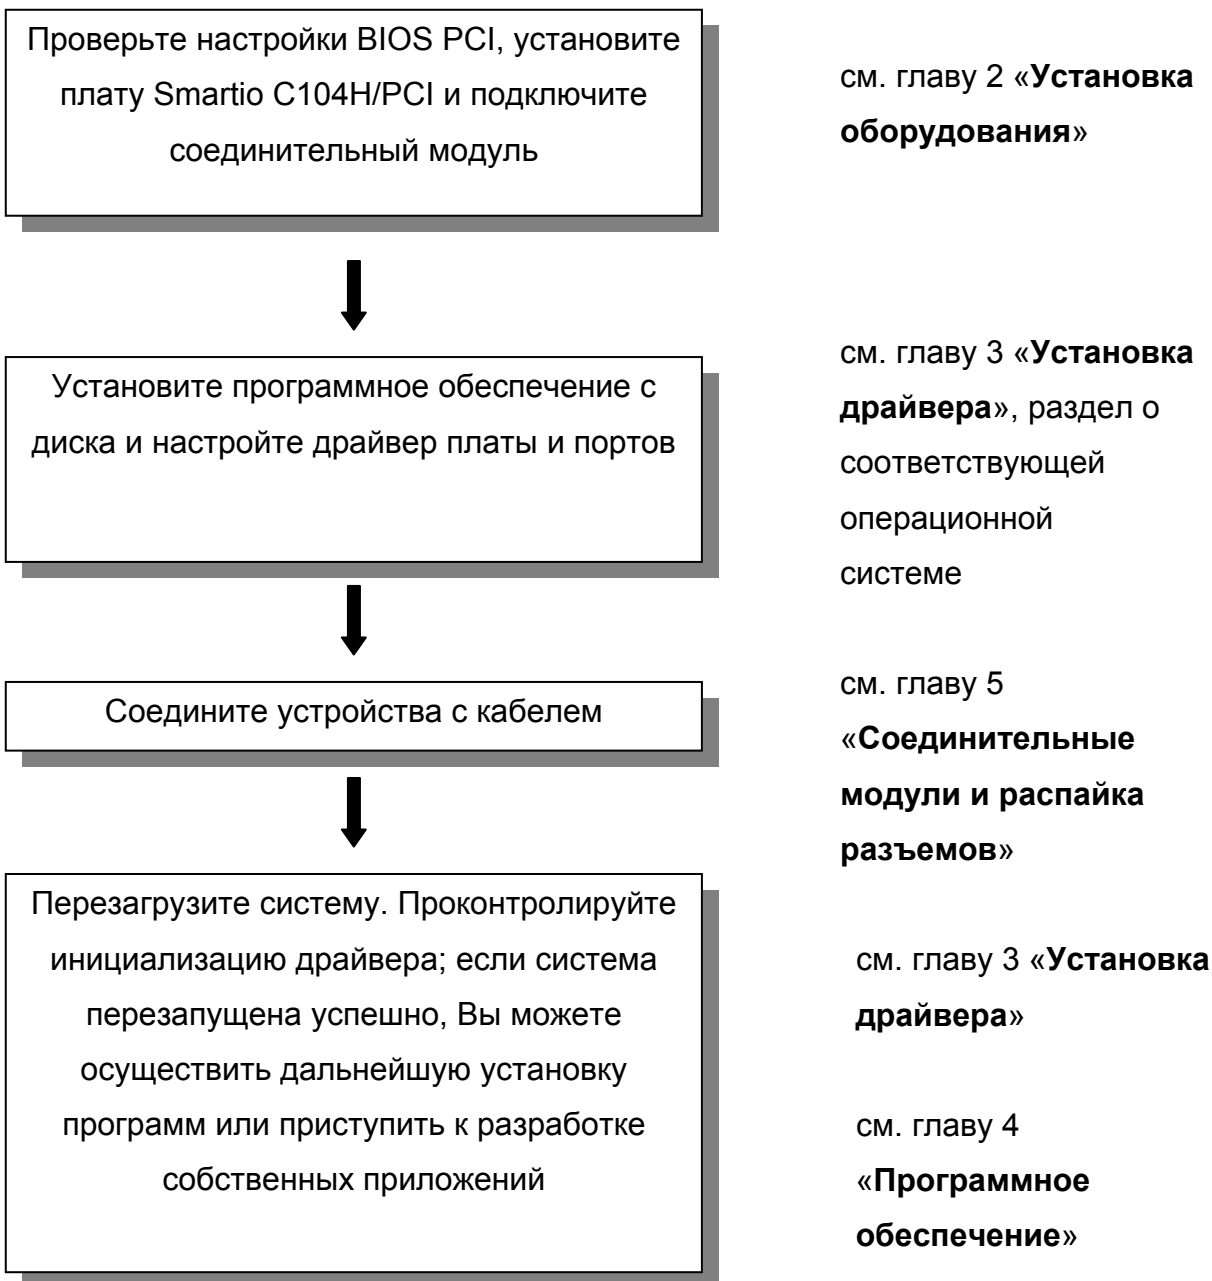 Проверьте настройки BIOS PCI, установите
плату Smartio C104H/PCI и подключите
соединительный модуль
см. главу 2 «Установка
оборудования»
Установите программное обеспечение с
диска и настройте драйвер платы и портов
см. главу 3 «Установка
драйвера», раздел о
соответствующей
операционной
системе
Соедините устройства с кабелем
см. главу 5
«Соединительные
модули и распайка
разъемов»
Перезагрузите систему. Проконтролируйте
инициализацию драйвера; если система
перезапущена успешно, Вы можете
осуществить дальнейшую установку
программ или приступить к разработке
собственных приложений
см. главу 3 «Установка
драйвера»
см. главу 4
«Программное
обеспечение»